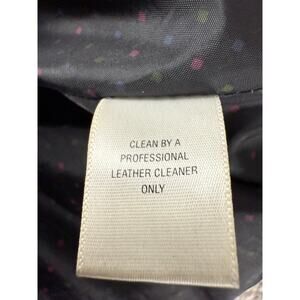 CLEAN BY A
PROFESSIONAL
LEATHER CLEANER
ONLY